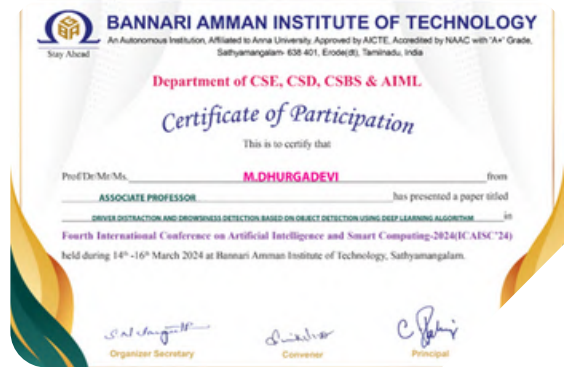 BANNARI AMMAN INSTITUTE OF TECHNOLOGY
An Autonomous Institution, Affiliated to Anna University, Approved by AICTE, Accredited by NAAC with "A+" Grade,
Stay Ahead
Sathyamangalam- 638 401, Erode(dt), Tamilnadu, India
Department of CSE, CSD, CSBS & AIML
Certificate of Participation
This is to certify that
Prof/Dr/Mr/Ms. M.DHURGADEVI from
ASSOCIATE PROFESSOR has presented a paper titled
DRIVER DISTRACTION AND DROWSINESS DETECTION BASED ON OBJECT DETECTION USING DEEP LEARNING ALGORITHM in
Fourth International Conference on Artificial Intelligence and Smart Computing-2024(ICAISC'24)
held during 14th -16th March 2024 at Bannari Amman Institute of Technology, Sathyamangalam.
Organizer Secretary
Convener
Principal